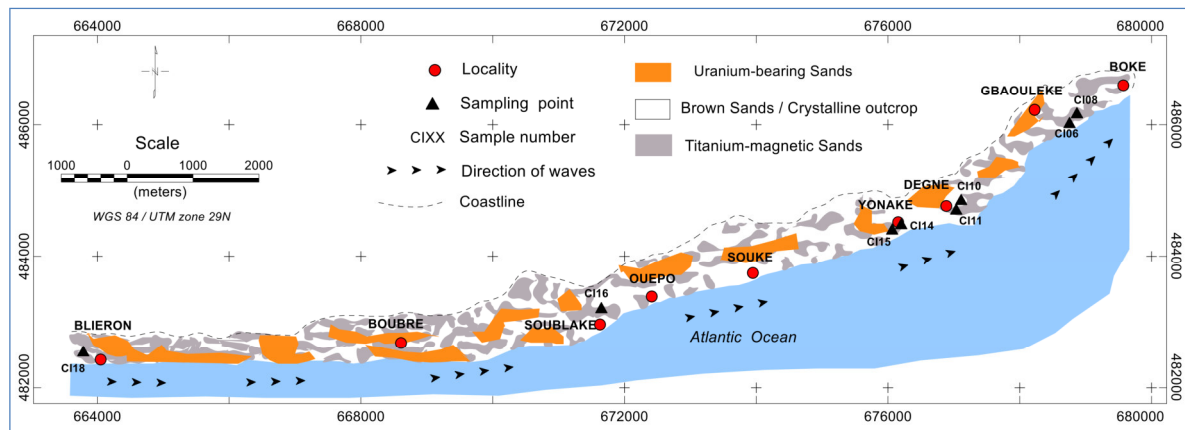 664000 668000 672000 676000 680000
486000
484000
482000
N
Scale
1000 0 1000 2000
(meters)
WGS 84 / UTM zone 29N
Locality
Sampling point
CIXX Sample number
Direction of waves
Coastline
Uranium-bearing Sands
Brown Sands / Crystalline outcrop
Titanium-magnetic Sands
BOKE
GBAOULEKE
CI08
CI06
DEGNE
CI10
YONAKE
CI11
CI14
CI15
SOUKE
OUEPO
CI16
SOUBLAKE
BOUBRE
BLIERON
CI18
Atlantic Ocean
486000
484000
482000
664000 668000 672000 676000 680000